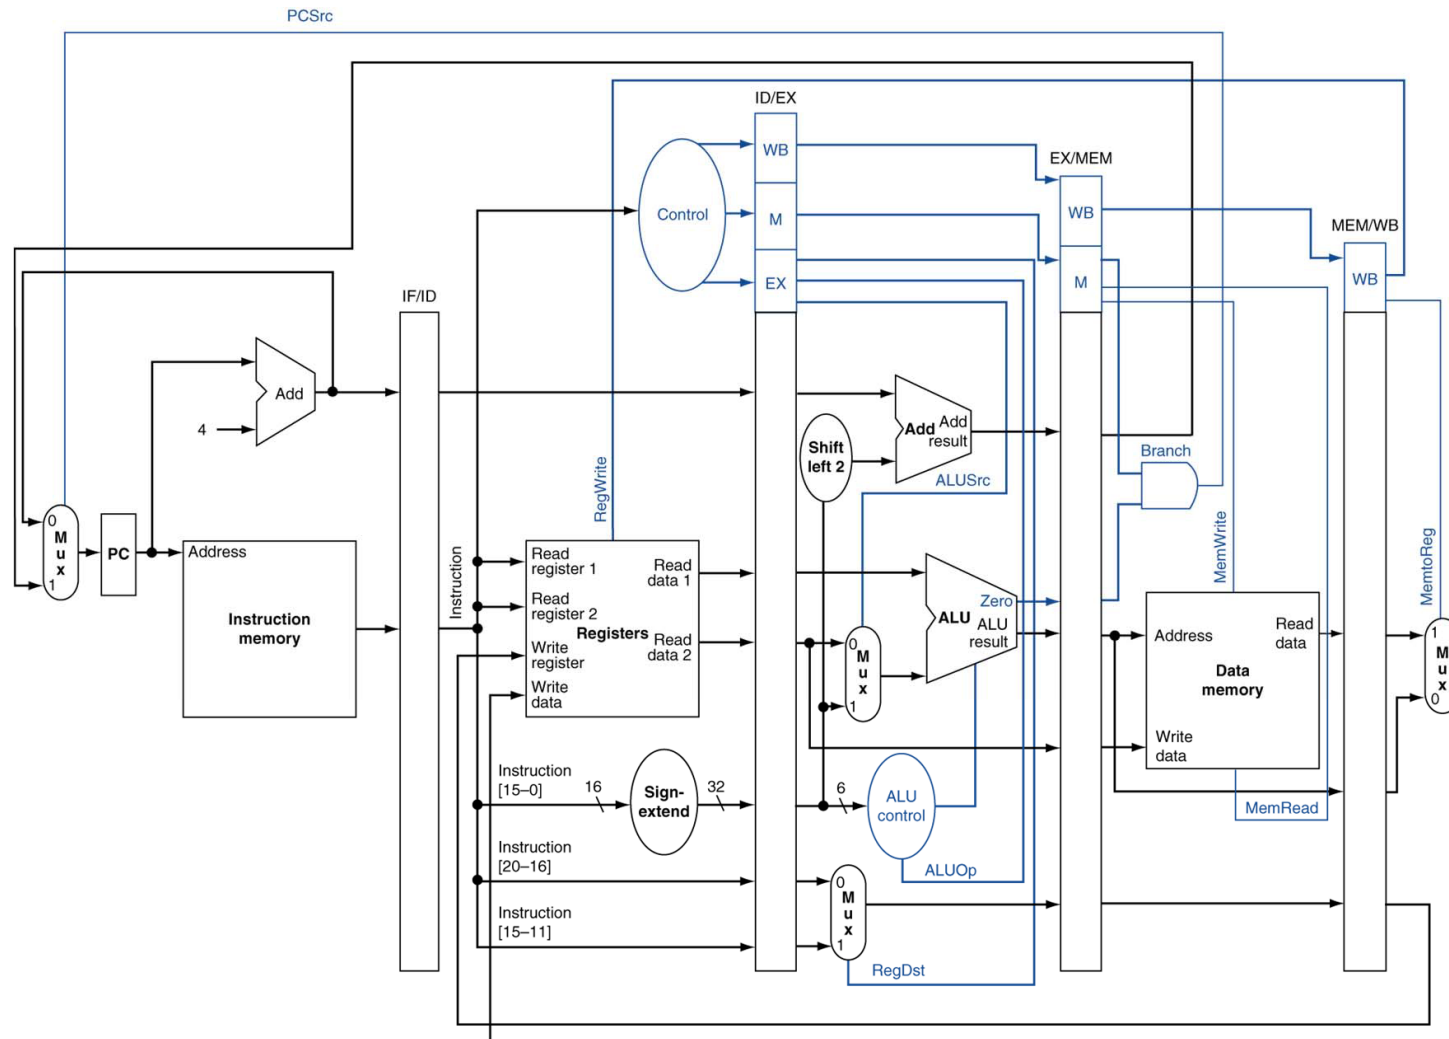 PCSrc
ID/EX
WB
EX/MEM
Control
M
WB
MEM/WB
EX
M
WB
IF/ID
Add
4
Shift
left 2
Add
Add
result
Branch
ALUSrc
RegWrite
MemWrite
MemtoReg
0
M
u
x
1
PC
Address
Instruction
memory
Instruction
Read
register 1
Read
register 2
Write
register
Write
data
Registers
Read
data 1
Read
data 2
0
M
u
x
1
Zero
ALU
ALU
result
Address
Read
data
Data
memory
Write
data
1
M
u
x
0
Instruction
[15–0]
16
Sign-
extend
32
6
ALU
control
MemRead
Instruction
[20–16]
ALUOp
0
M
u
x
1
Instruction
[15–11]
RegDst